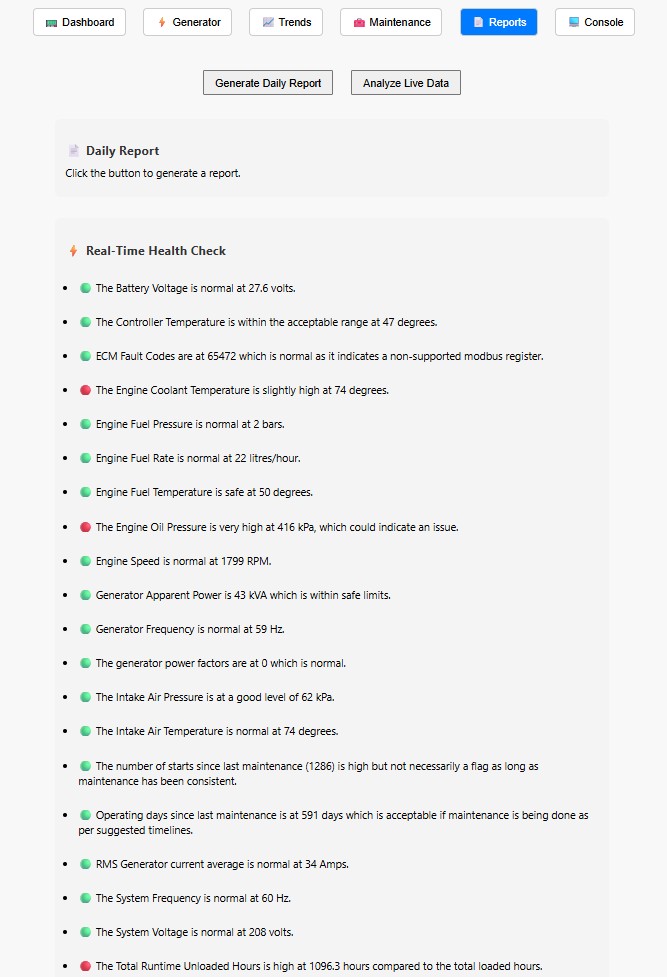 Dashboard
Generator
Trends
Maintenance
Reports
Console
Generate Daily Report
Analyze Live Data
Daily Report
Click the button to generate a report.
Real-Time Health Check
The Battery Voltage is normal at 27.6 volts.
The Controller Temperature is within the acceptable range at 47 degrees.
ECM Fault Codes are at 65472 which is normal as it indicates a non-supported modbus register.
The Engine Coolant Temperature is slightly high at 74 degrees.
Engine Fuel Pressure is normal at 2 bars.
Engine Fuel Rate is normal at 22 litres/hour.
Engine Fuel Temperature is safe at 50 degrees.
The Engine Oil Pressure is very high at 416 kPa, which could indicate an issue.
Engine Speed is normal at 1799 RPM.
Generator Apparent Power is 43 kVA which is within safe limits.
Generator Frequency is normal at 59 Hz.
The generator power factors are at 0 which is normal.
The Intake Air Pressure is at a good level of 62 kPa.
The Intake Air Temperature is normal at 74 degrees.
The number of starts since last maintenance (1286) is high but not necessarily a flag as long as
maintenance has been consistent.
Operating days since last maintenance is at 591 days which is acceptable if maintenance is being done as
per suggested timelines.
RMS Generator current average is normal at 34 Amps.
The System Frequency is normal at 60 Hz.
The System Voltage is normal at 208 volts.
The Total Runtime Unloaded Hours is high at 1096.3 hours compared to the total loaded hours.